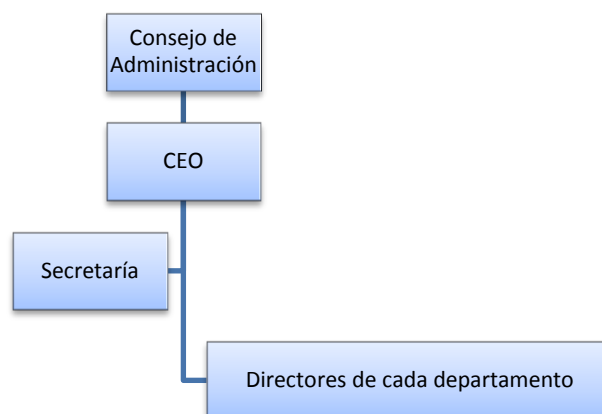 Consejo de
Administración
CEO
Secretaría
Directores de cada departamento